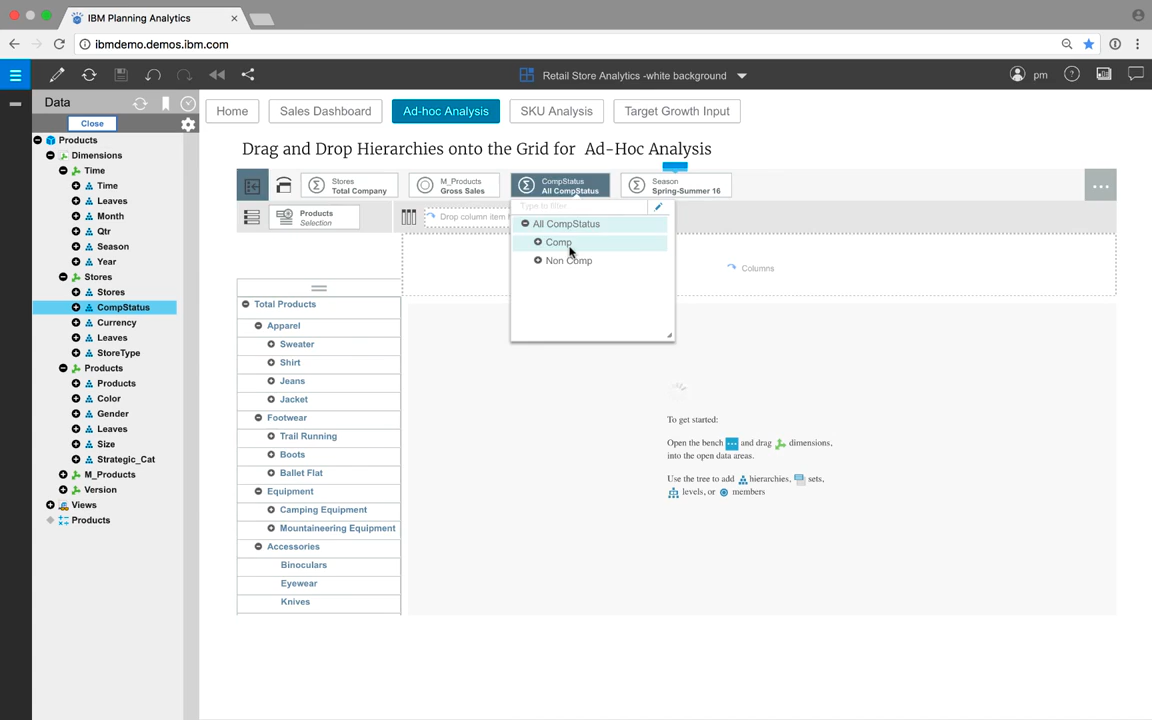 IBM Planning Analytics
ibmdemo.demos.ibm.com
Retail Store Analytics -white background
pm
Data
Close
Products
Dimensions
Time
Time
Leaves
Month
Qtr
Season
Year
Stores
Stores
CompStatus
Currency
Leaves
StoreType
Products
Products
Color
Gender
Leaves
Size
Strategic_Cat
M_Products
Version
Views
Products
Home
Sales Dashboard
Ad-hoc Analysis
SKU Analysis
Target Growth Input
Drag and Drop Hierarchies onto the Grid for Ad-Hoc Analysis
Stores
Total Company
M_Products
Gross Sales
CompStatus
All CompStatus
Season
Spring-Summer 16
Products
Selection
Drop column item
Type to filter
All CompStatus
Comp
Non Comp
Columns
Total Products
Apparel
Sweater
Shirt
Jeans
Jacket
Footwear
Trail Running
Boots
Ballet Flat
Equipment
Camping Equipment
Mountaineering Equipment
Accessories
Binoculars
Eyewear
Knives
To get started:
Open the bench and drag dimensions,
into the open data areas.
Use the tree to add hierarchies, sets,
levels, or members